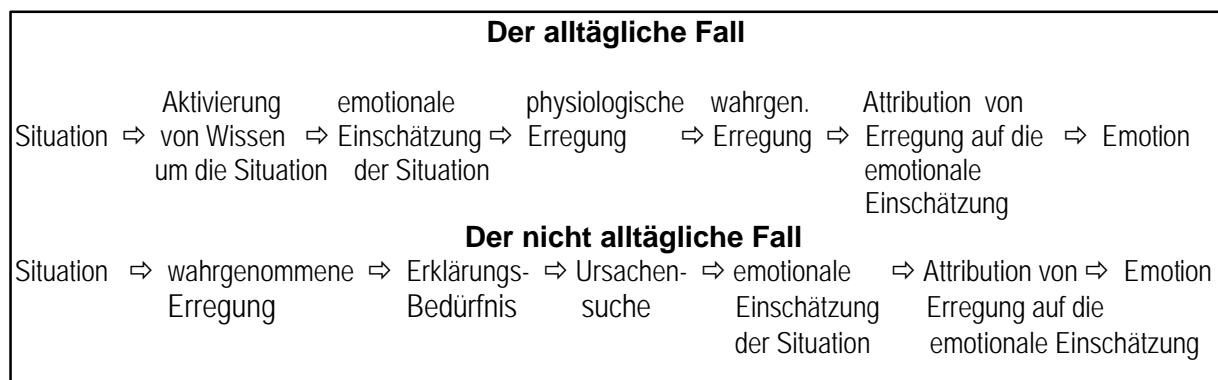 Der alltägliche Fall
Aktivierung emotionale physiologische wahrgen. Attribution von
Situation ⇨ von Wissen ⇨ Einschätzung ⇨ Erregung ⇨ Erregung ⇨ Erregung auf die ⇨ Emotion
um die Situation der Situation emotionale
Einschätzung
Der nicht alltägliche Fall
Situation ⇨ wahrgenommene ⇨ Erklärungs- ⇨ Ursachen- ⇨ emotionale ⇨ Attribution von ⇨ Emotion
Erregung Bedürfnis suche Einschätzung Erregung auf die
der Situation emotionale Einschätzung